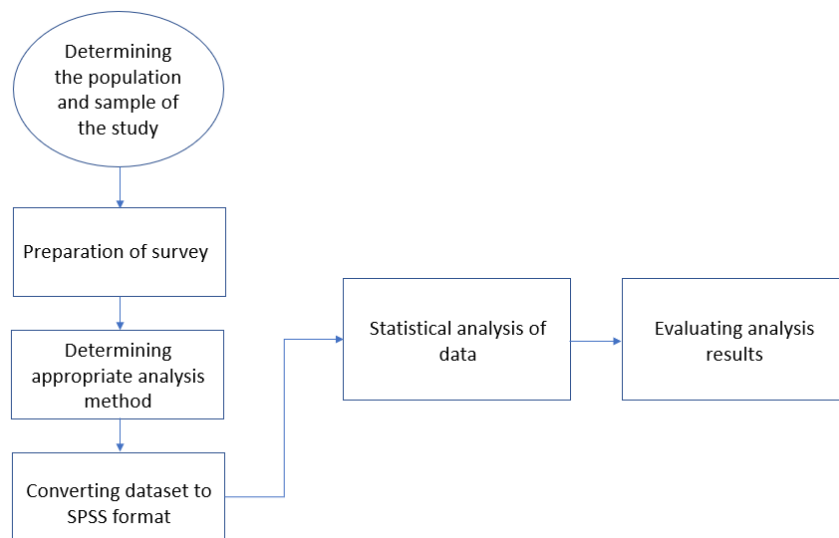 Determining
the population
and sample of
the study
Preparation of survey
Determining
appropriate analysis
method
Converting dataset to
SPSS format
Statistical analysis of
data
Evaluating analysis
results